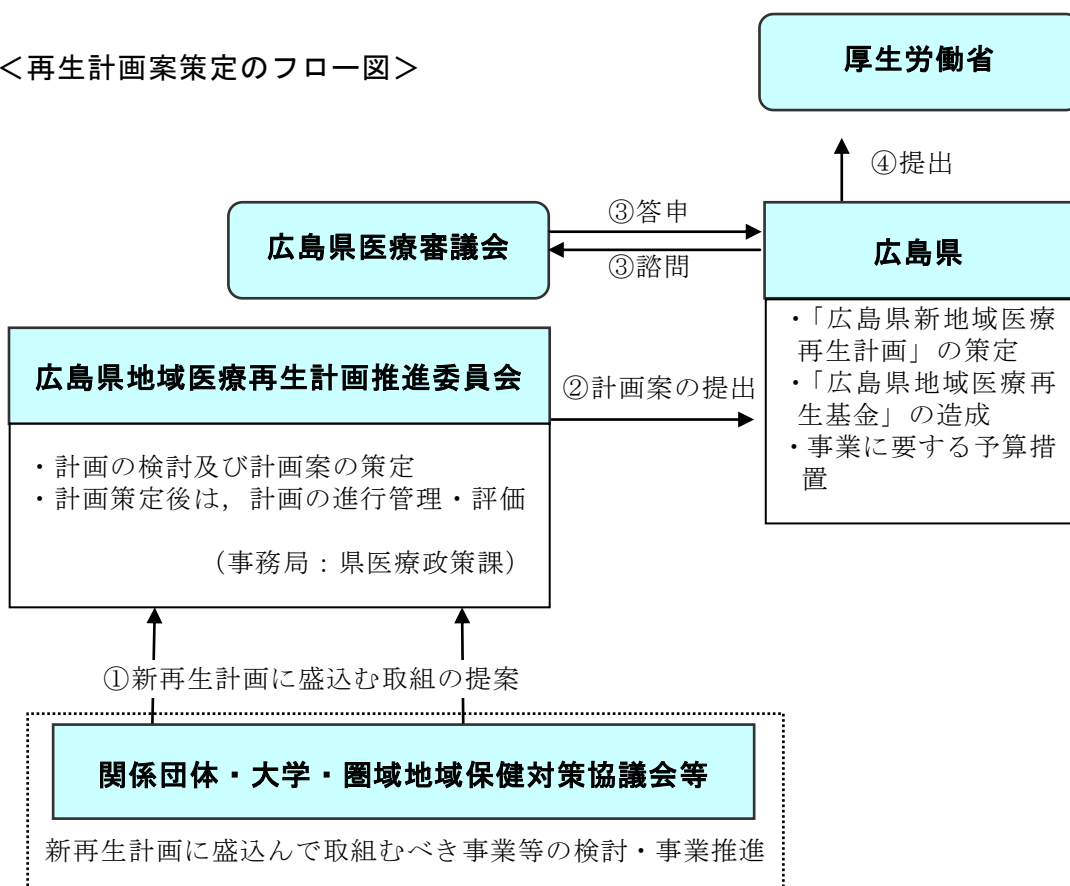 ＜再生計画案策定のフロー図＞
厚生労働省
④提出
③答申
広島県医療審議会
広島県
③諮問
・「広島県新地域医療
再生計画」の策定
・「広島県地域医療再
生基金」の造成
・事業に要する予算措
置
広島県地域医療再生計画推進委員会
②計画案の提出
・計画の検討及び計画案の策定
・計画策定後は，計画の進行管理・評価
（事務局：県医療政策課）
①新再生計画に盛込む取組の提案
関係団体・大学・圏域地域保健対策協議会等
新再生計画に盛込んで取組むべき事業等の検討・事業推進